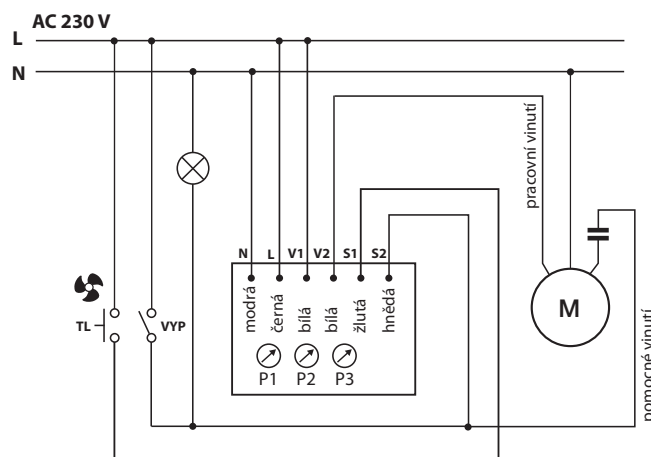 AC 230 V
L
N
pracovní vinutí
N L V1 V2 S1 S2
modrá
černá
bílá
bílá
žlutá
hnědá
TL
VYP
P1 P2 P3
M
pomocné vinutí